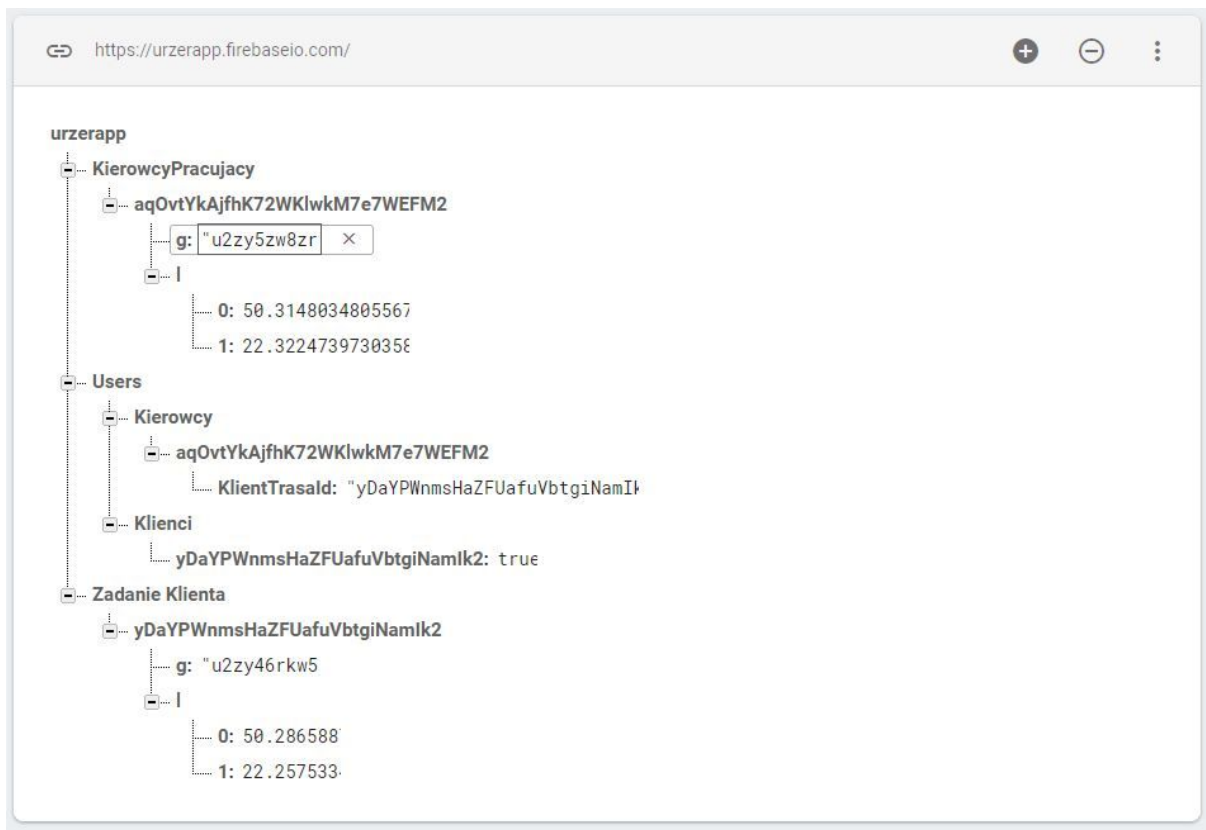 https://urzerapp.firebaseio.com/
urzerapp
KierowcyPracujacy
aqOvtYkAjfhK72WKlwkM7e7WEFM2
g: "u2zy5zw8zr
l
0: 50.3148034805567
1: 22.3224739730358
Users
Kierowcy
aqOvtYkAjfhK72WKlwkM7e7WEFM2
KlientTrasaId: "yDaYPWnmsHaZFUafuVbtgiNamIk
Klienci
yDaYPWnmsHaZFUafuVbtgiNamIk2: true
Zadanie Klienta
yDaYPWnmsHaZFUafuVbtgiNamIk2
g: "u2zy46rkw5
l
0: 50.286588
1: 22.257533